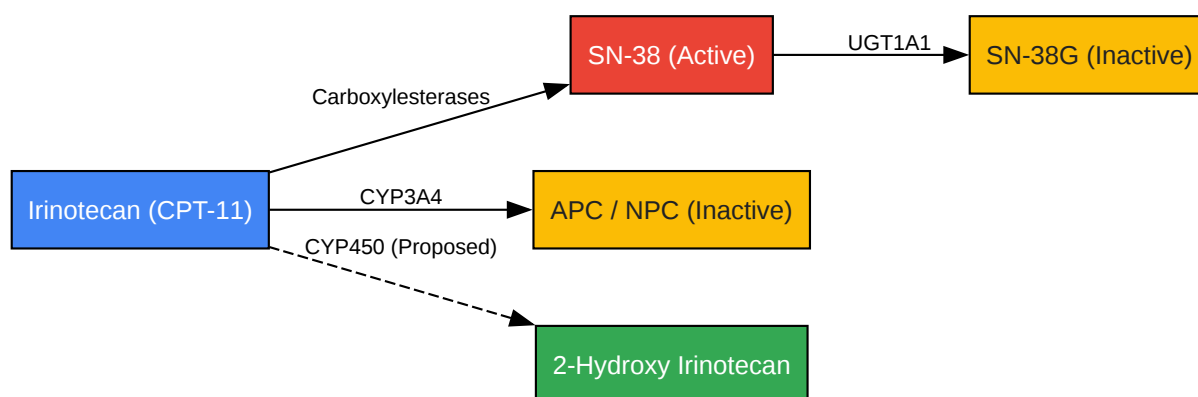 SN-38 (Active)
UGT1A1
SN-38G (Inactive)
Carboxylesterases
Irinotecan (CPT-11)
CYP3A4
APC / NPC (Inactive)
CYP450 (Proposed)
2-Hydroxy Irinotecan